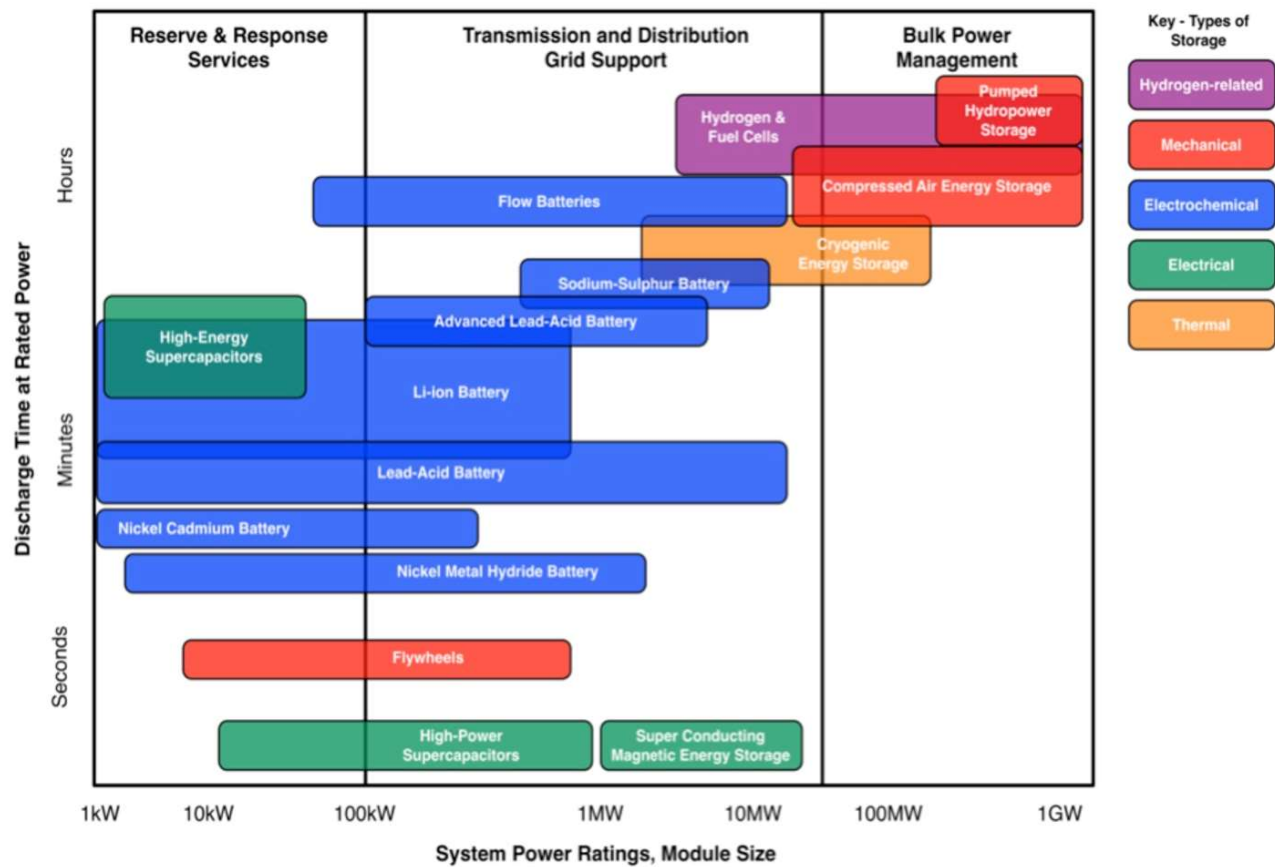 Reserve & Response
Services
Transmission and Distribution
Grid Support
Bulk Power
Management
Key - Types of
Storage
Hydrogen-related
Mechanical
Electrochemical
Electrical
Thermal
Discharge Time at Rated Power
Hours
Minutes
Seconds
Pumped
Hydropower
Storage
Hydrogen &
Fuel Cells
Compressed Air Energy Storage
Flow Batteries
Cryogenic
Energy Storage
Sodium-Sulphur Battery
Advanced Lead-Acid Battery
High-Energy
Supercapacitors
Li-ion Battery
Lead-Acid Battery
Nickel Cadmium Battery
Nickel Metal Hydride Battery
Flywheels
High-Power
Supercapacitors
Super Conducting
Magnetic Energy Storage
1kW 10kW 100kW 1MW 10MW 100MW 1GW
System Power Ratings, Module Size